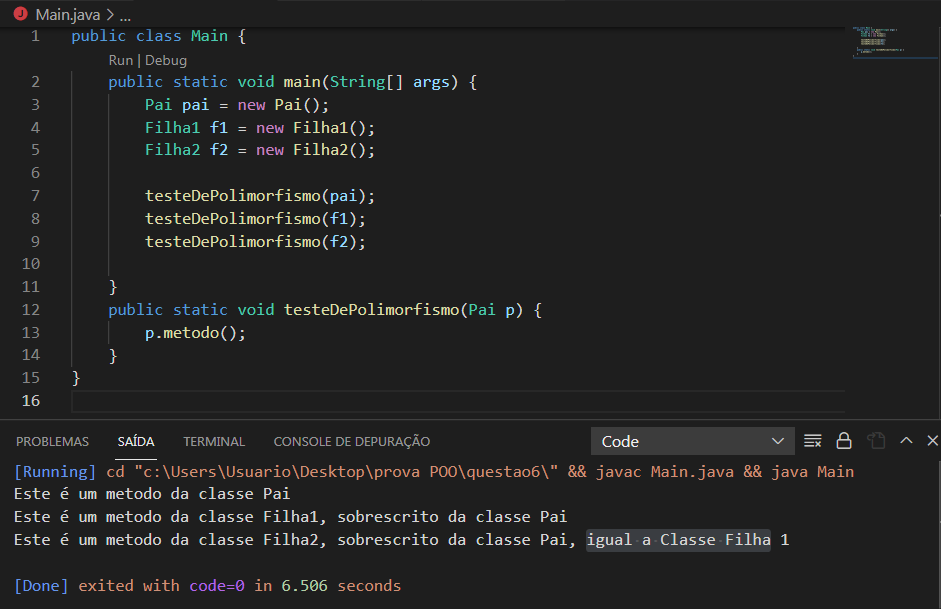 J Main.java > ...
1 public class Main {
Run | Debug
2 public static void main(String[] args) {
3 Pai pai = new Pai();
4 Filha1 f1 = new Filha1();
5 Filha2 f2 = new Filha2();
6
7 testeDePolimorfismo(pai);
8 testeDePolimorfismo(f1);
9 testeDePolimorfismo(f2);
10
11 }
12 public static void testeDePolimorfismo(Pai p) {
13 p.metodo();
14 }
15 }
16
PROBLEMAS SAÍDA TERMINAL CONSOLE DE DEPURAÇÃO Code
[Running] cd "c:\Users\Usuario\Desktop\prova POO\questao6\" && javac Main.java && java Main
Este é um metodo da classe Pai
Este é um metodo da classe Filha1, sobrescrito da classe Pai
Este é um metodo da classe Filha2, sobrescrito da classe Pai, igual a Classe Filha 1
[Done] exited with code=0 in 6.506 seconds